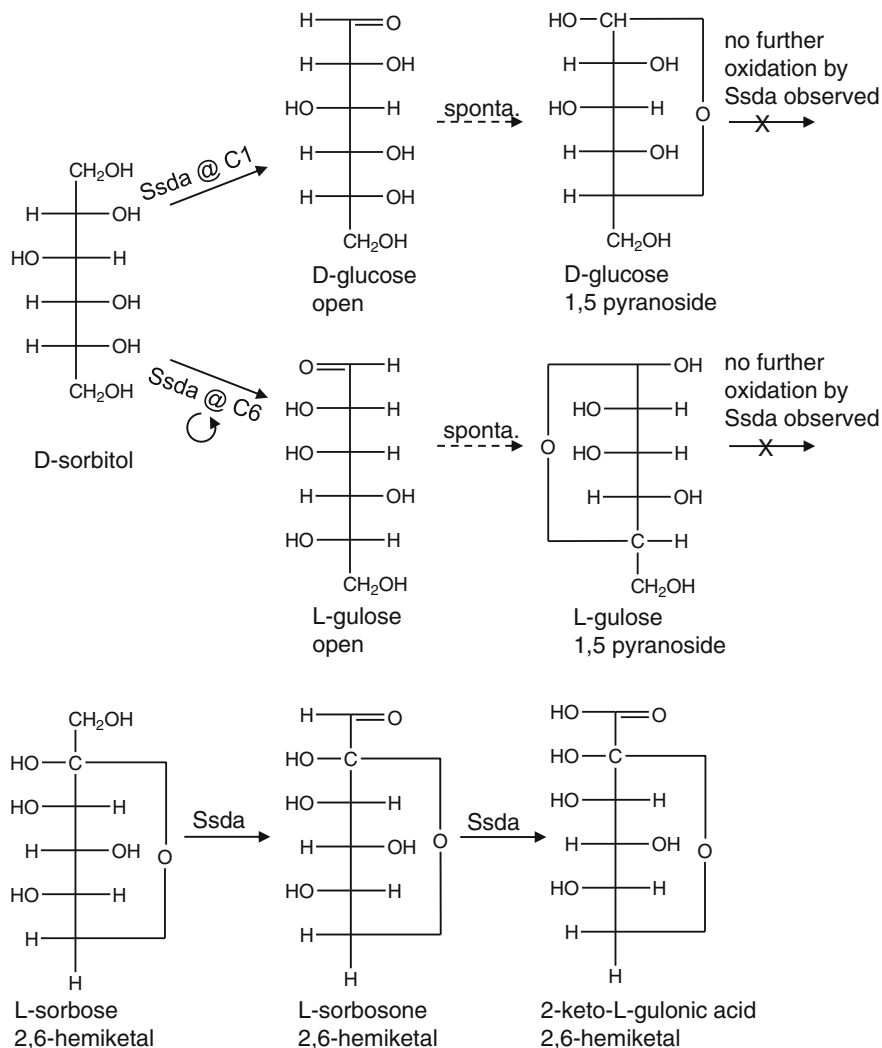 H O
H OH
HO H
H OH
H OH
CH2OH
D-glucose
open
sponta.
HO CH
H OH
HO H
O
H OH
H
CH2OH
D-glucose
1,5 pyranoside
no further
oxidation by
Ssda observed
X
CH2OH
H OH
HO H
H OH
H OH
CH2OH
D-sorbitol
Ssda @ C1
Ssda @ C6
O H
HO H
HO H
H OH
HO H
CH2OH
L-gulose
open
sponta.
OH
HO H
O
HO H
H OH
C H
CH2OH
L-gulose
1,5 pyranoside
no further
oxidation by
Ssda observed
X
CH2OH
HO C
HO H
H OH
O
HO H
H
H
L-sorbose
2,6-hemiketal
Ssda
H O
HO C
HO H
H OH
O
HO H
H
H
L-sorbosone
2,6-hemiketal
Ssda
HO O
HO C
HO H
H OH
O
HO H
H
H
2-keto-L-gulonic acid
2,6-hemiketal